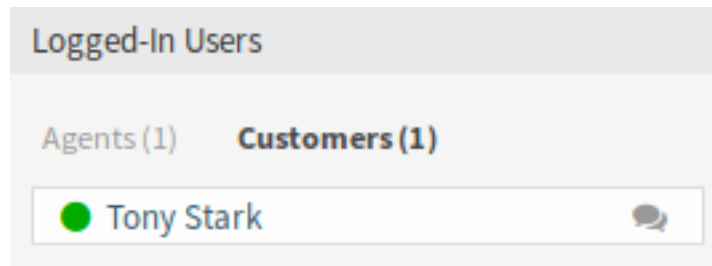 Logged-In Users
Agents (1) Customers (1)
Tony Stark